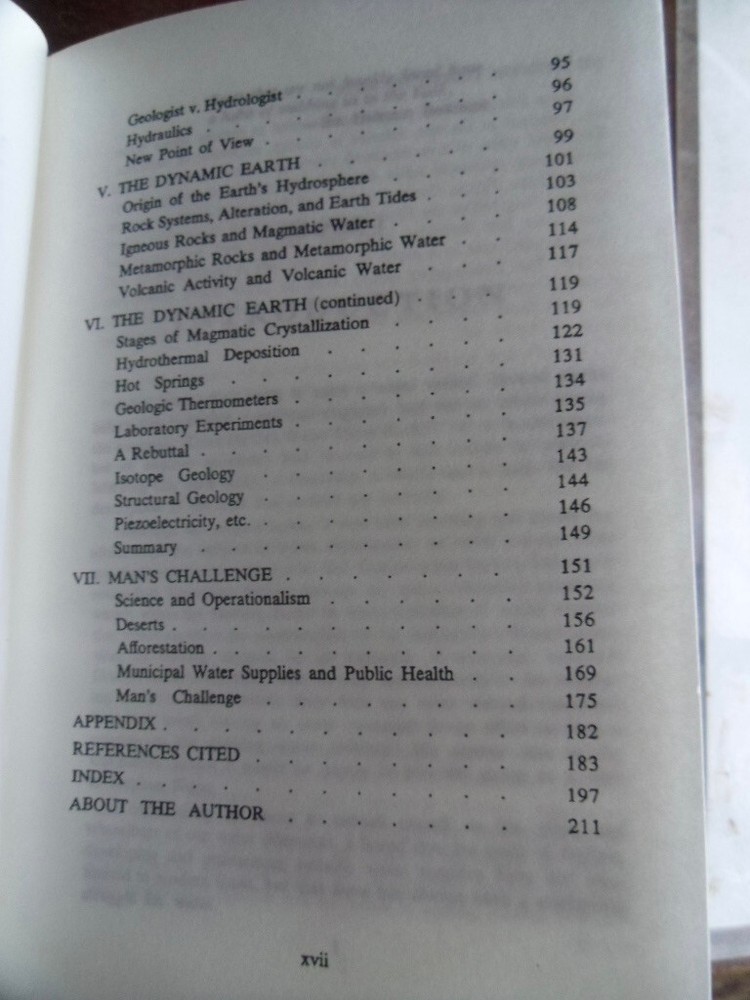 Geologist v. Hydrologist . . . . . . 95
Hydraulics . . . . . . . . 96
New Point of View . . . . . . . 97
V. THE DYNAMIC EARTH . . . . . . 99
Origin of the Earth's Hydrosphere . . . . 101
Rock Systems, Alteration, and Earth Tides . . . 103
Igneous Rocks and Magmatic Water . . . . 108
Metamorphic Rocks and Metamorphic Water . . 114
Volcanic Activity and Volcanic Water . . . 117
VI. THE DYNAMIC EARTH (continued) . . . 119
Stages of Magmatic Crystallization . . . . 119
Hydrothermal Deposition . . . . . 122
Hot Springs . . . . . . . 131
Geologic Thermometers . . . . . . 134
Laboratory Experiments . . . . . . 135
A Rebuttal . . . . . . . . 137
Isotope Geology . . . . . . . 143
Structural Geology . . . . . . 144
Piezoelectricity, etc. . . . . . . 146
Summary . . . . . . . 149
VII. MAN'S CHALLENGE . . . . . . 151
Science and Operationalism . . . . . 152
Deserts . . . . . . . . 156
Afforestation . . . . . . . 161
Municipal Water Supplies and Public Health . . 169
Man's Challenge . . . . . . 175
APPENDIX . . . . . . . . 182
REFERENCES CITED . . . . . . 183
INDEX . . . . . . . . . 197
ABOUT THE AUTHOR . . . . . . 211
xvii